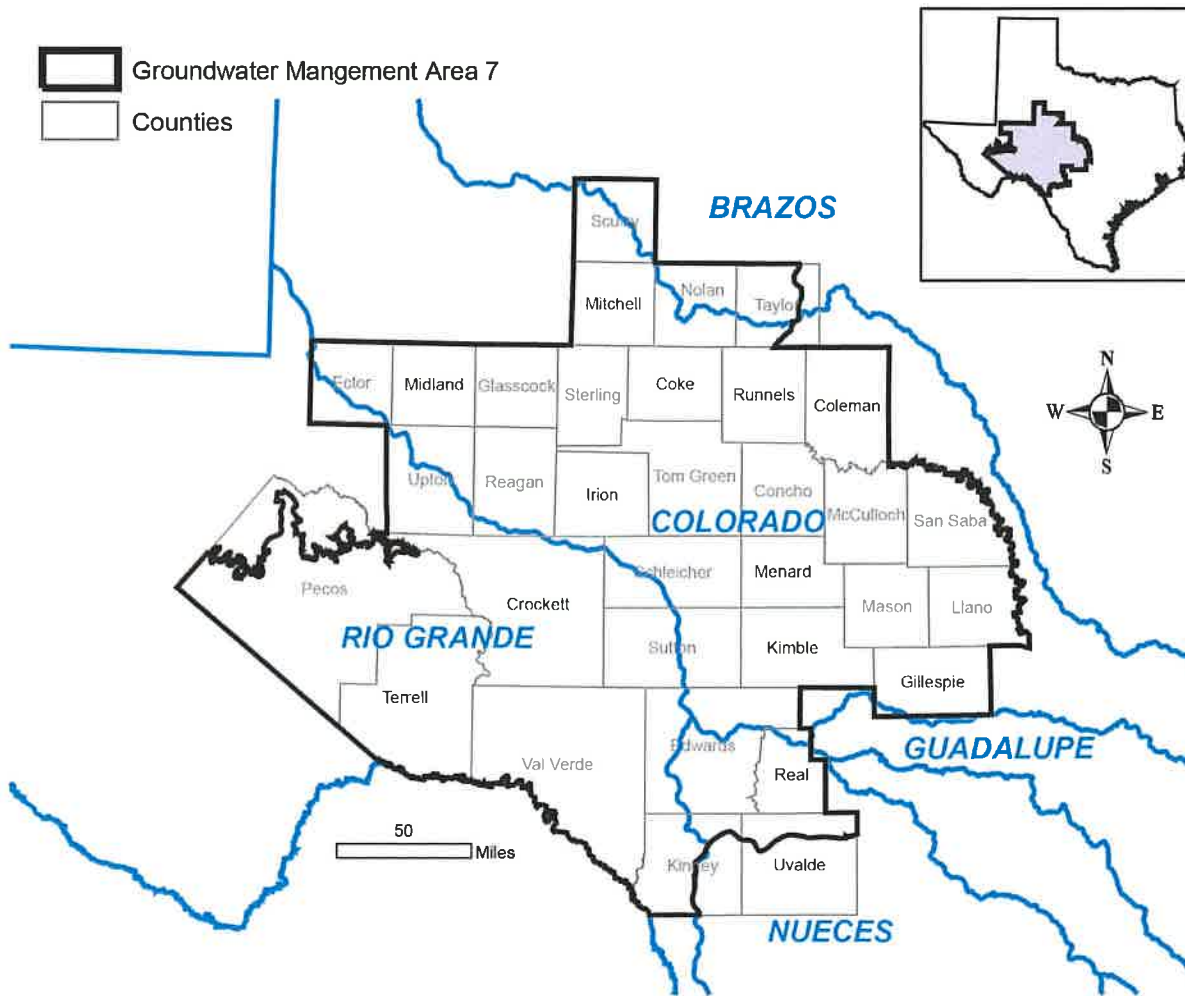 Groundwater Mangement Area 7
Counties
BRAZOS
Scurry
Nolan
Mitchell
Taylor
Ector
Midland
Glasscock
Sterling
Coke
Runnels
Coleman
Upton
Reagan
Irion
Tom Green
Concho
McCulloch
San Saba
COLORADO
Pecos
Crockett
Schleicher
Menard
Mason
Llano
RIO GRANDE
Sutton
Kimble
Gillespie
Terrell
Val Verde
Edwards
Real
GUADALUPE
50
Miles
Kinney
Uvalde
NUECES
N
W
E
S